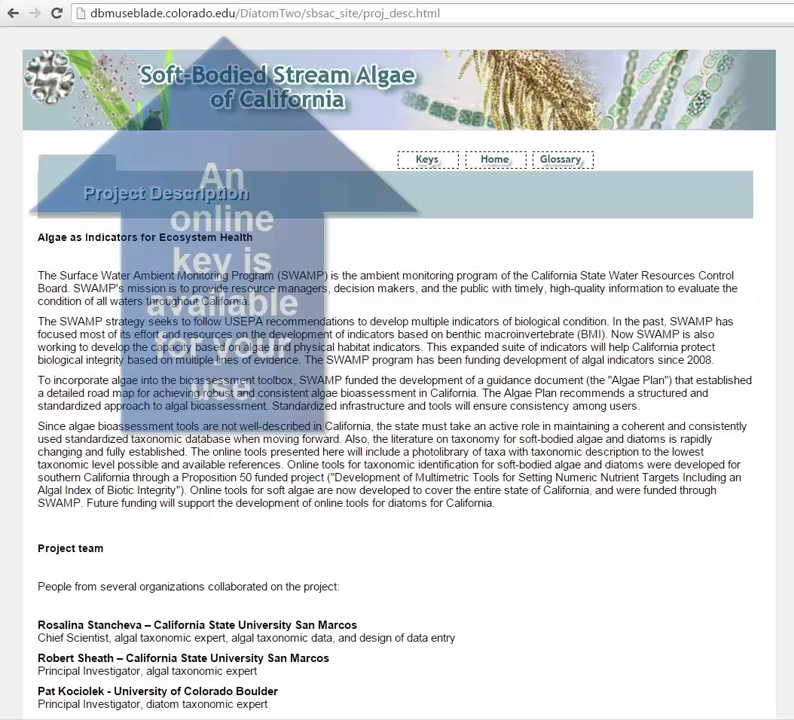 dbmuseblade.colorado.edu/DiatomTwo/sbsac_site/proj_desc.html
Soft-Bodied Stream Algae
of California
Keys
Home
Glossary
Project Description
An
online
key is
available
for your
use
Algae as Indicators for Ecosystem Health
The Surface Water Ambient Monitoring Program (SWAMP) is the ambient monitoring program of the California State Water Resources Control
Board. SWAMP's mission is to provide resource managers, decision makers, and the public with timely, high-quality information to evaluate the
condition of all waters throughout California.
The SWAMP strategy seeks to follow USEPA recommendations to develop multiple indicators of biological condition. In the past, SWAMP has
focused most of its effort and resources on the development of indicators based on benthic macroinvertebrate (BMI). Now SWAMP is also
working to develop the capacity based on algae and physical habitat indicators. This expanded suite of indicators will help California protect
biological integrity based on multiple lines of evidence. The SWAMP program has been funding development of algal indicators since 2008.
To incorporate algae into the bioassessment toolbox, SWAMP funded the development of a guidance document (the "Algae Plan") that established
a detailed road map for achieving robust and consistent algae bioassessment in California. The Algae Plan recommends a structured and
standardized approach to algal bioassessment. Standardized infrastructure and tools will ensure consistency among users.
Since algae bioassessment tools are not well-described in California, the state must take an active role in maintaining a coherent and consistently
used standardized taxonomic database when moving forward. Also, the literature on taxonomy for soft-bodied algae and diatoms is rapidly
changing and fully established. The online tools presented here will include a photolibrary of taxa with taxonomic description to the lowest
taxonomic level possible and available references. Online tools for taxonomic identification for soft-bodied algae and diatoms were developed for
southern California through a Proposition 50 funded project ("Development of Multimetric Tools for Setting Numeric Nutrient Targets Including an
Algal Index of Biotic Integrity"). Online tools for soft algae are now developed to cover the entire state of California, and were funded through
SWAMP. Future funding will support the development of online tools for diatoms for California.
Project team
People from several organizations collaborated on the project:
Rosalina Stancheva – California State University San Marcos
Chief Scientist, algal taxonomic expert, algal taxonomic data, and design of data entry
Robert Sheath – California State University San Marcos
Principal Investigator, algal taxonomic expert
Pat Kociolek - University of Colorado Boulder
Principal Investigator, diatom taxonomic expert